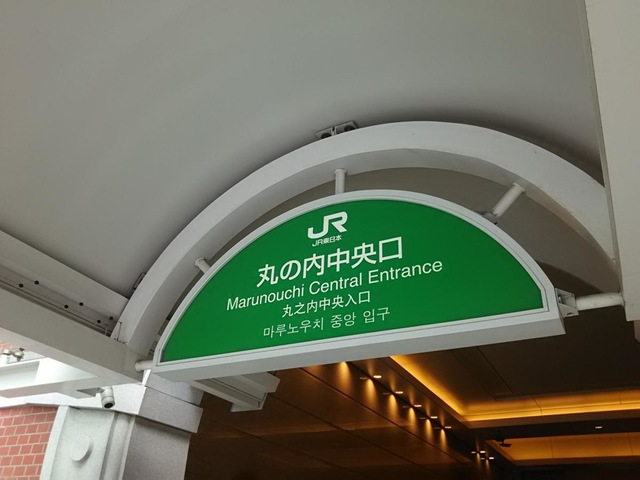 JR
JR東日本
丸の内中央口
Marunouchi Central Entrance
丸之内中央入口
마루노우치 중앙 입구